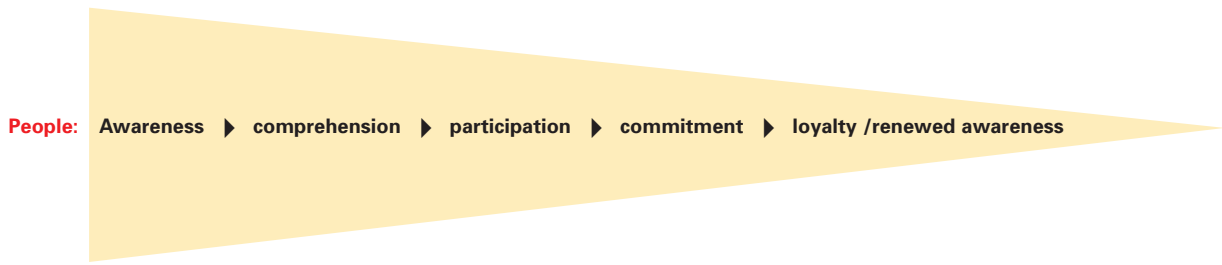 People: Awareness ▶ comprehension ▶ participation ▶ commitment ▶ loyalty /renewed awareness